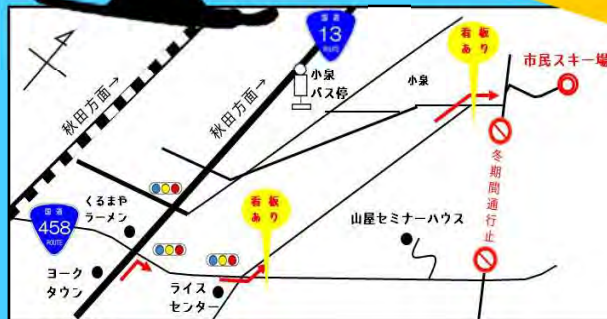 国道
13
ROUTE
看板
あり
市民スキー場
小泉
バス停
小泉
秋田方面→
秋田方面→
冬期間通行止
くるまや
ラーメン
国道
458
ROUTE
看板
あり
山屋セミナーハウス
ヨーク
タウン
ライス
センター